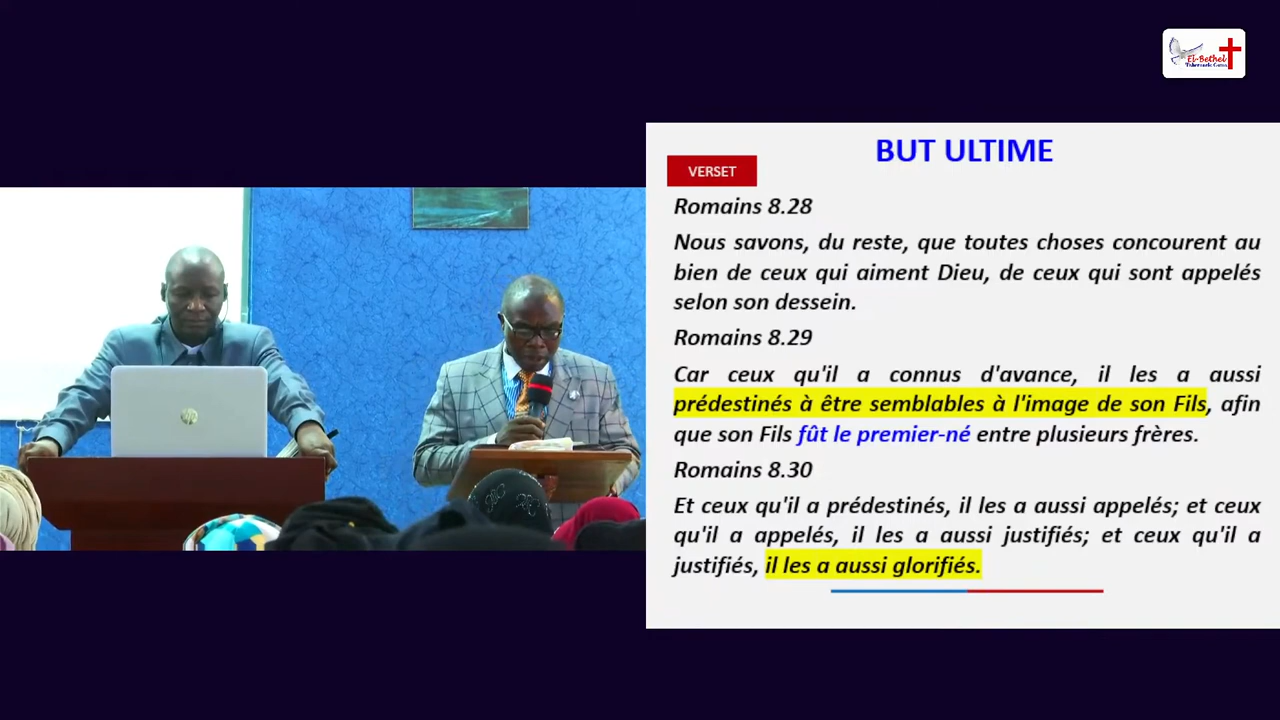 El-Bethel
BUT ULTIME
VERSET
Romains 8.28
Nous savons, du reste, que toutes choses concourent au
bien de ceux qui aiment Dieu, de ceux qui sont appelés
selon son dessein.
Romains 8.29
Car ceux qu'il a connus d'avance, il les a aussi
prédestinés à être semblables à l'image de son Fils, afin
que son Fils fût le premier-né entre plusieurs frères.
Romains 8.30
Et ceux qu'il a prédestinés, il les a aussi appelés; et ceux
qu'il a appelés, il les a aussi justifiés; et ceux qu'il a
justifiés, il les a aussi glorifiés.